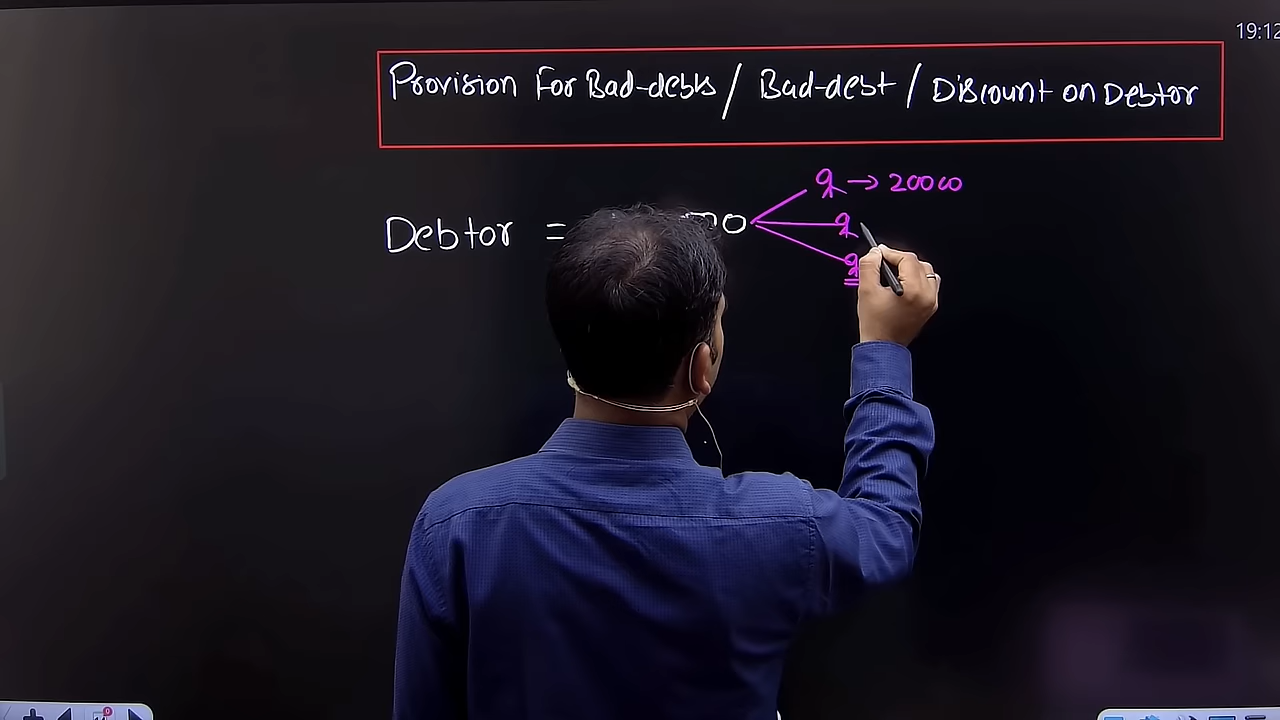 19:12
Provision For Bad-debts / Bad-debt / Discount on Debtor
→ 20000
Debtor =